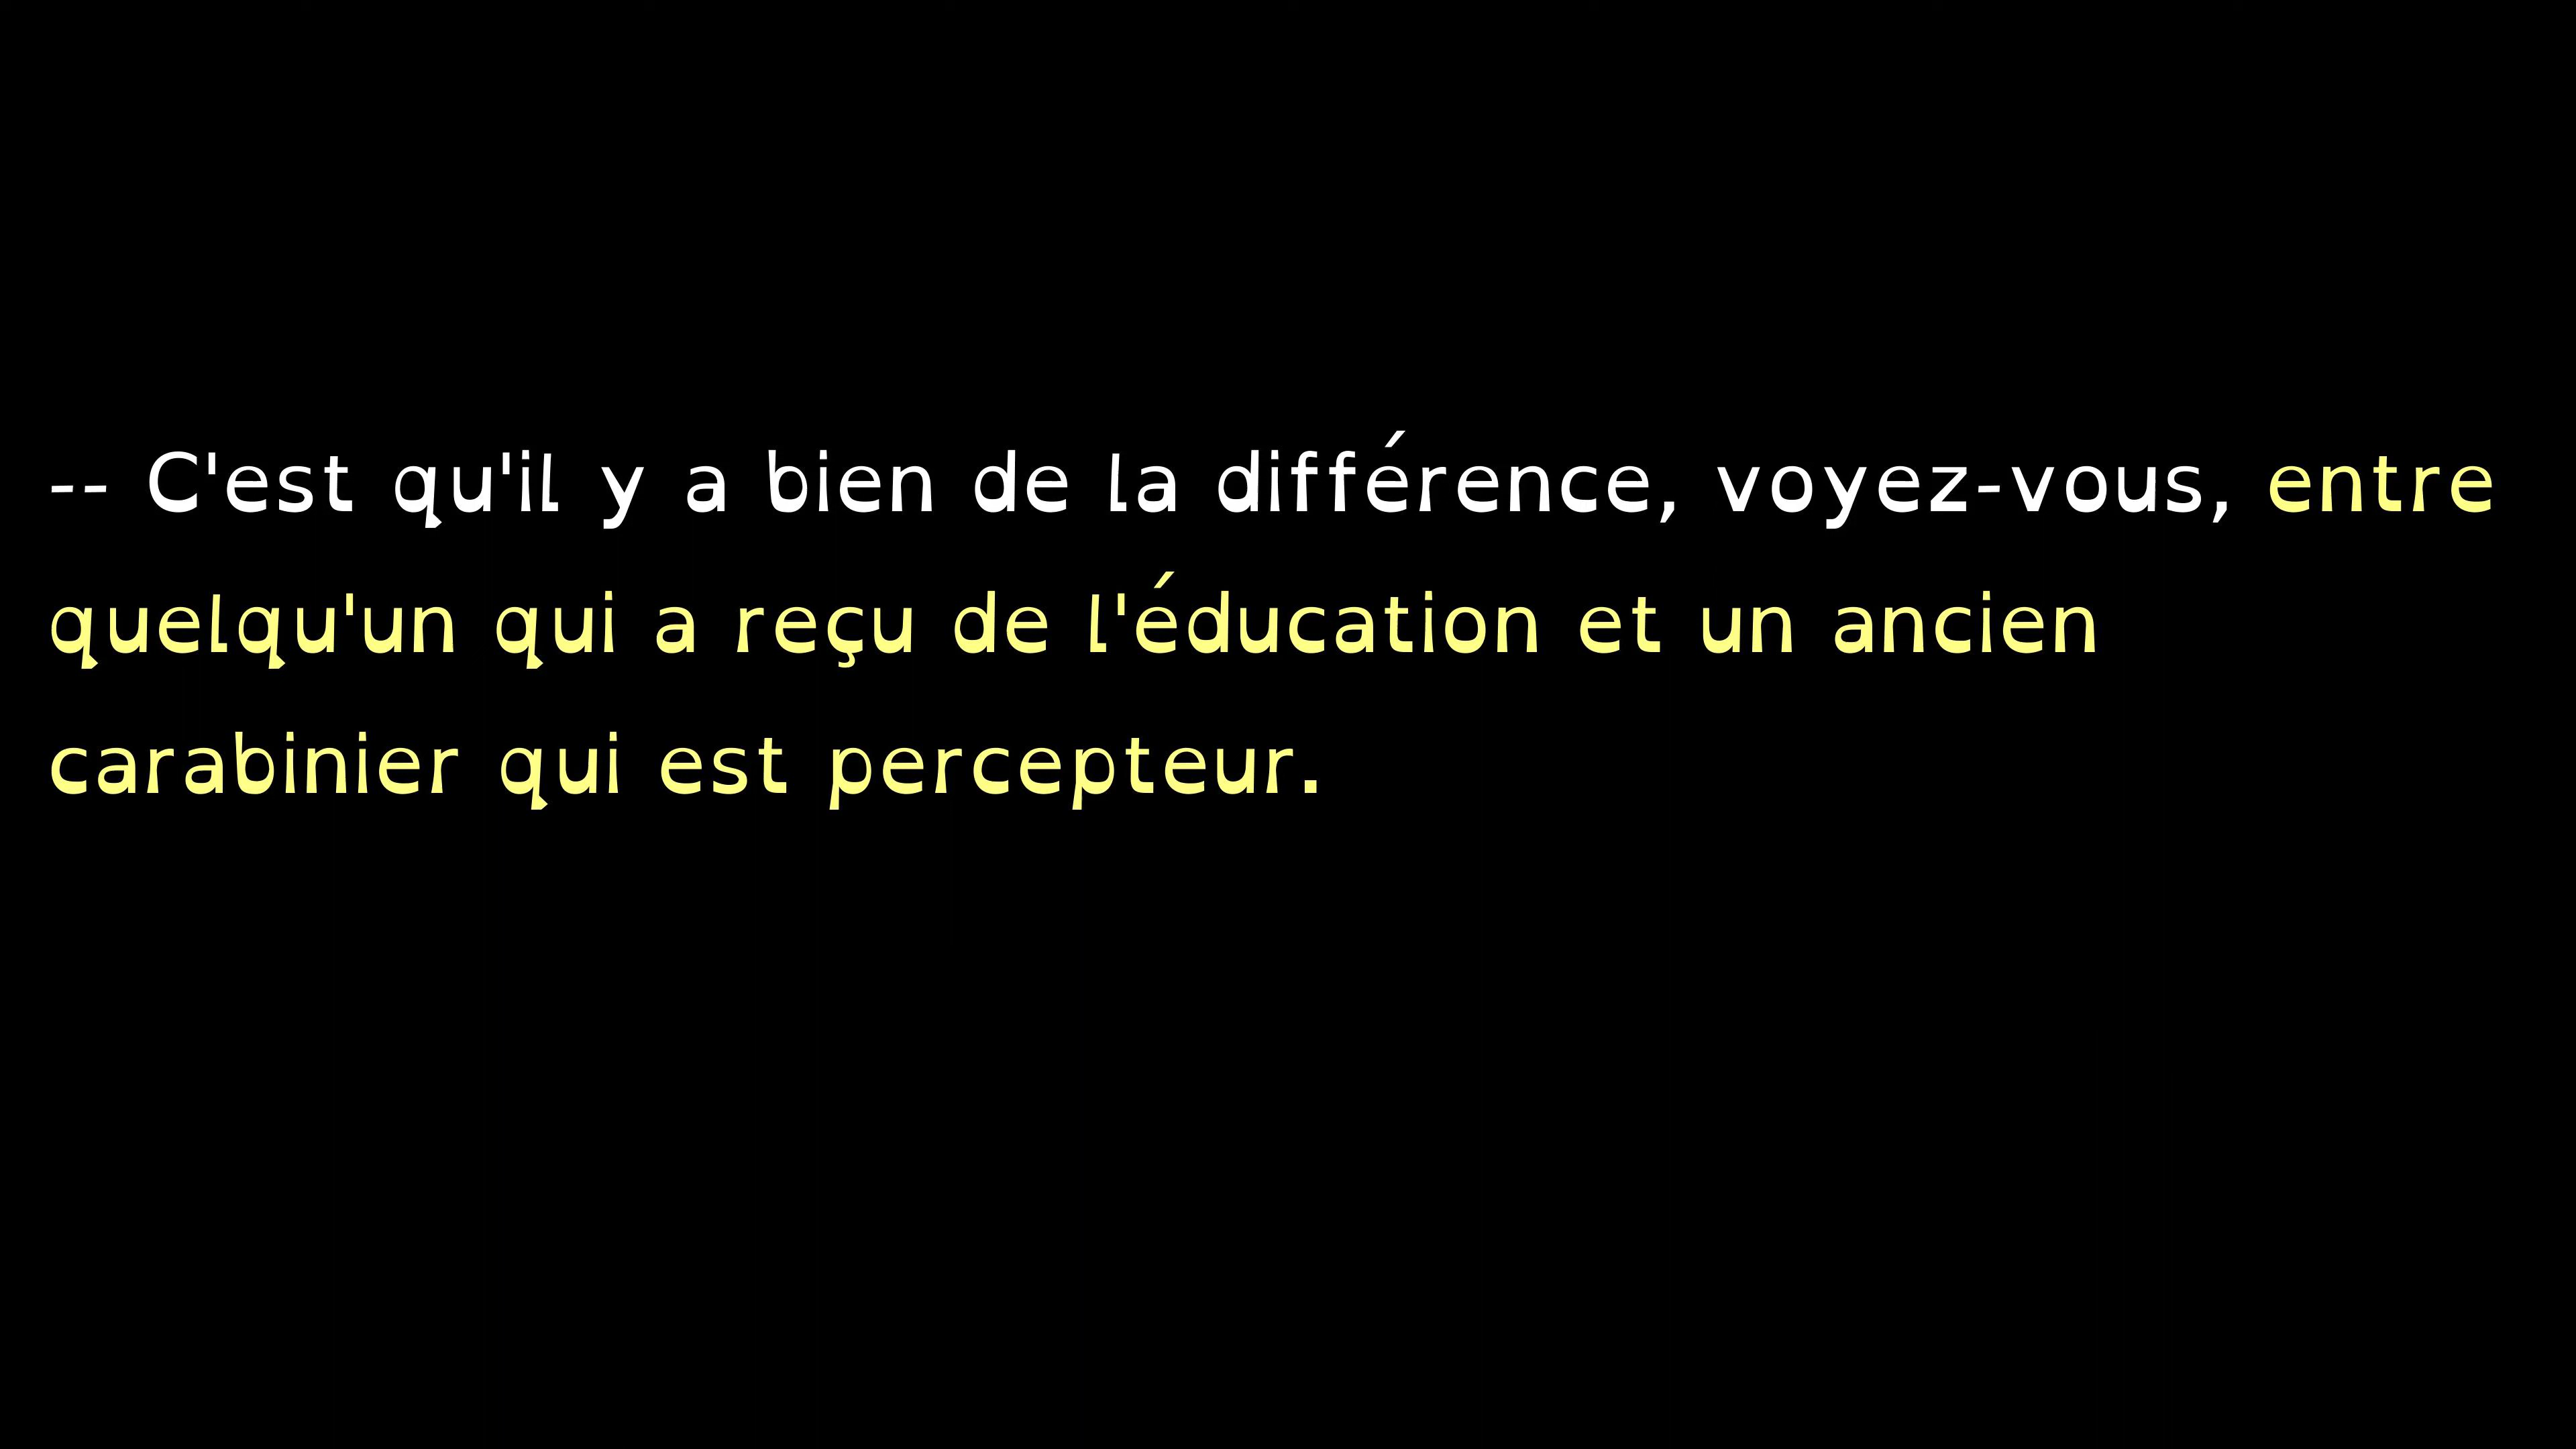 -- C'est qu'il y a bien de la différence, voyez-vous, entre
quelqu'un qui a reçu de l'éducation et un ancien
carabinier qui est percepteur.